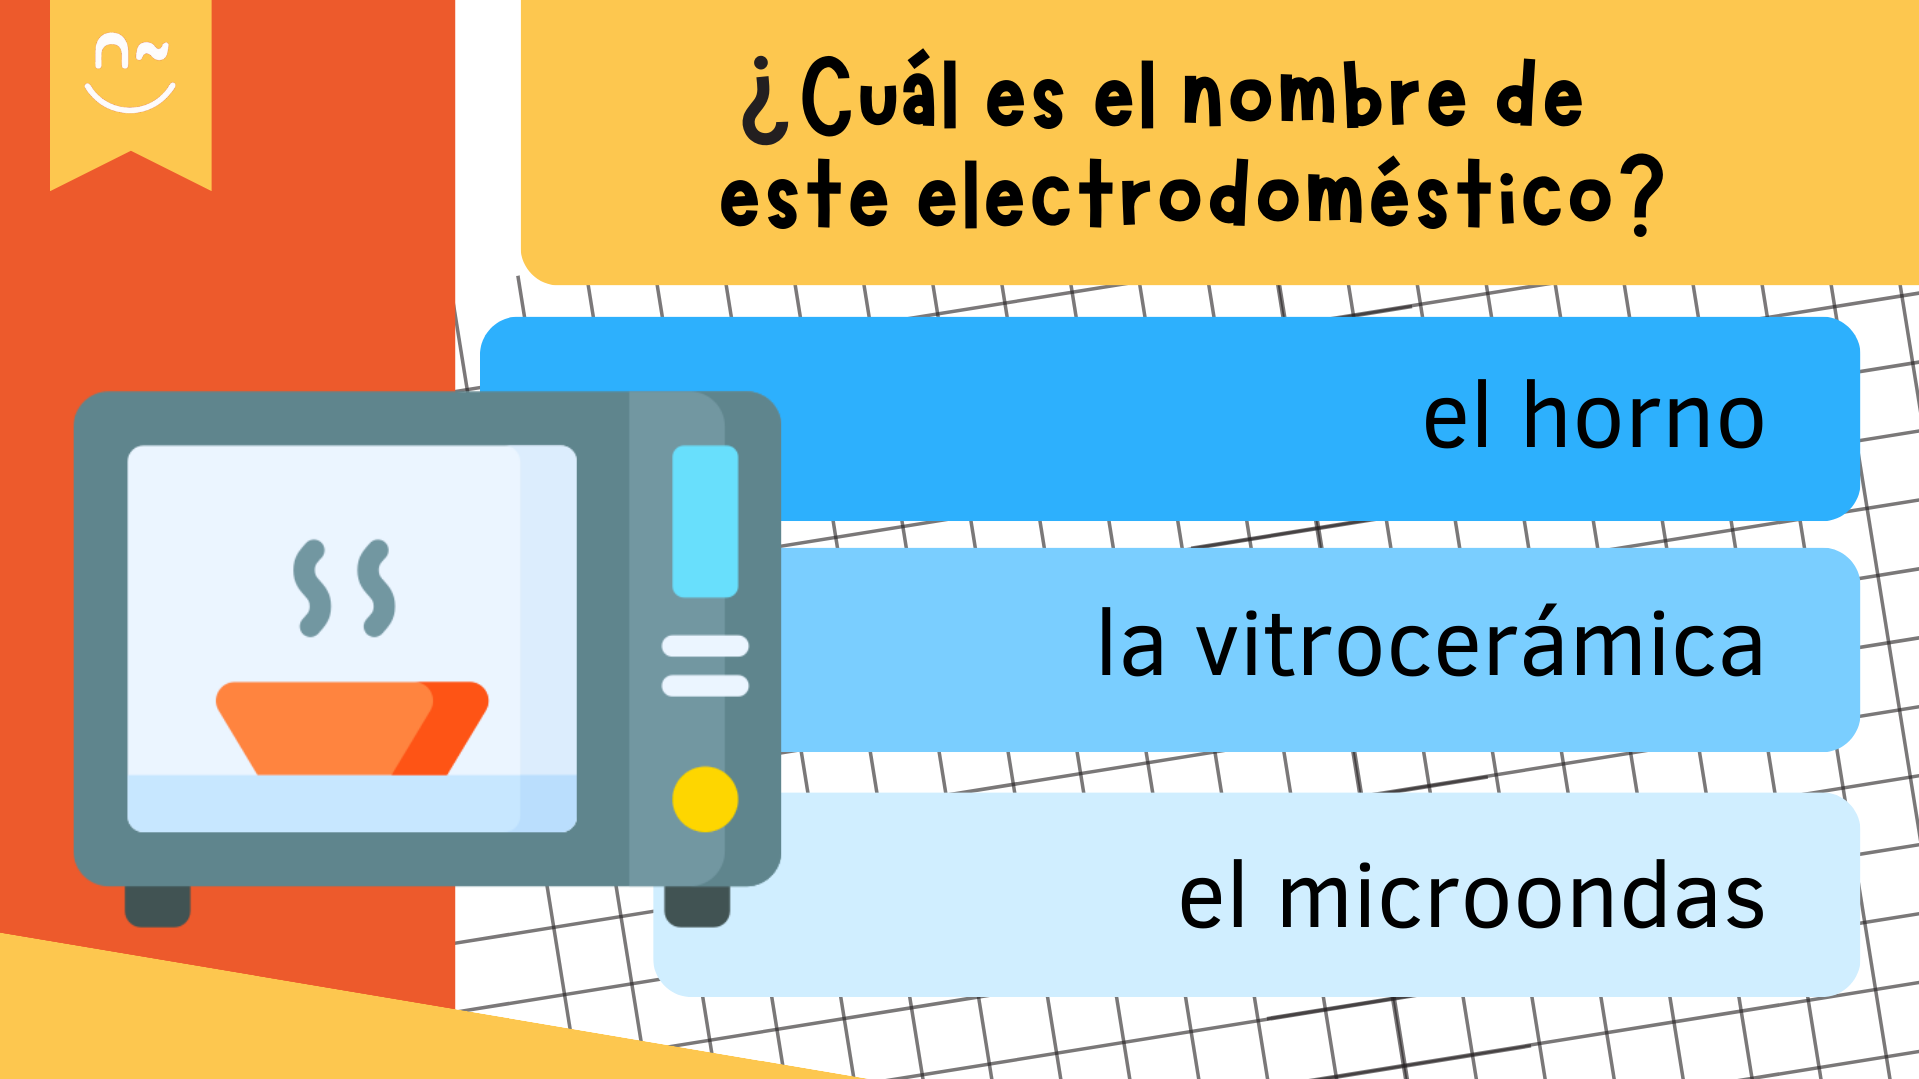 ¿Cuál es el nombre de
este electrodoméstico?
el horno
la vitrocerámica
el microondas